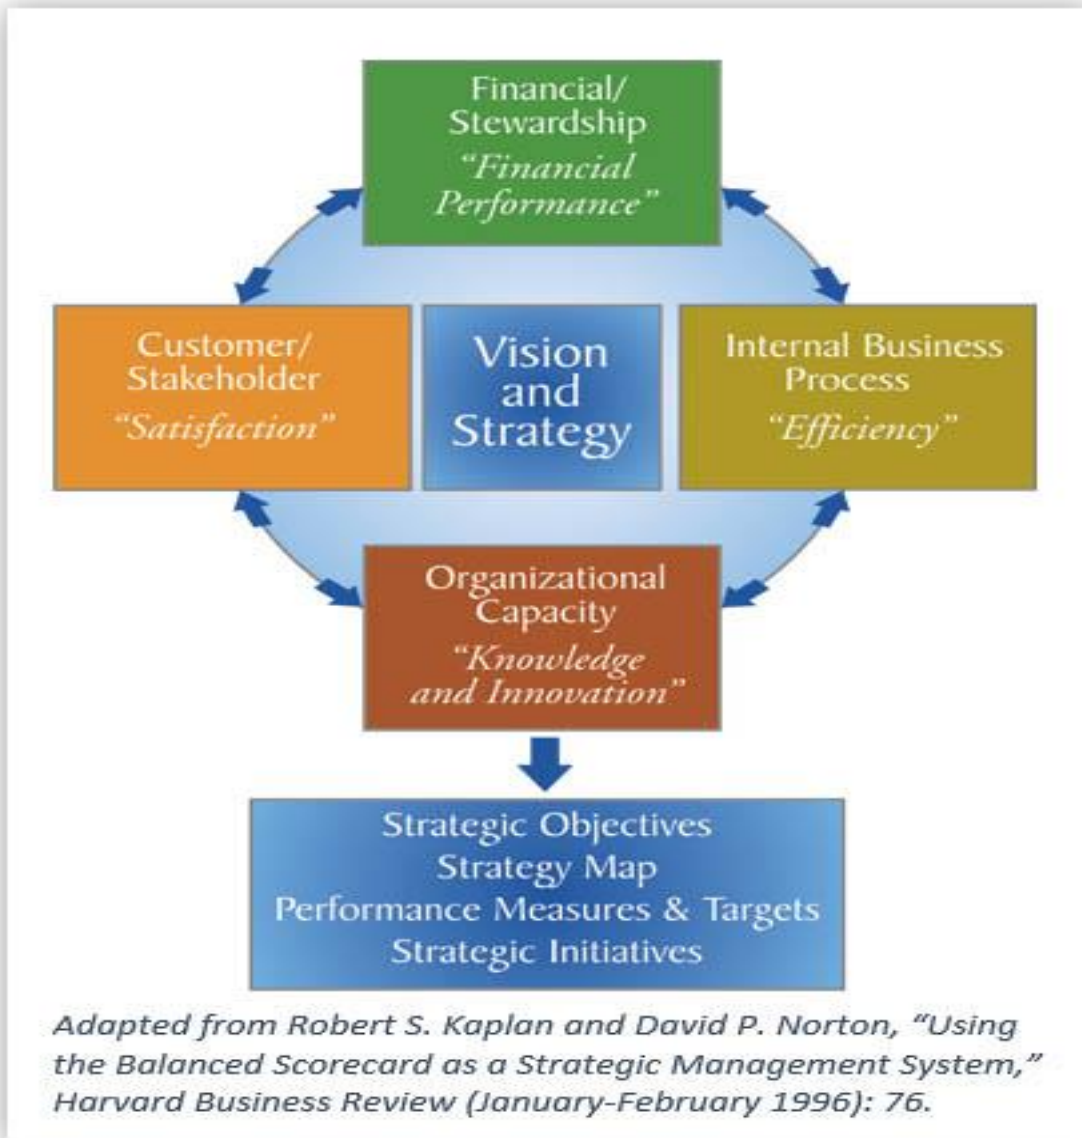 Financial/
Stewardship
“Financial
Performance”
Customer/
Stakeholder
“Satisfaction”
Vision
and
Strategy
Internal Business
Process
“Efficiency”
Organizational
Capacity
“Knowledge
and Innovation”
Strategic Objectives
Strategy Map
Performance Measures & Targets
Strategic Initiatives
Adapted from Robert S. Kaplan and David P. Norton, “Using
the Balanced Scorecard as a Strategic Management System,”
Harvard Business Review (January-February 1996): 76.